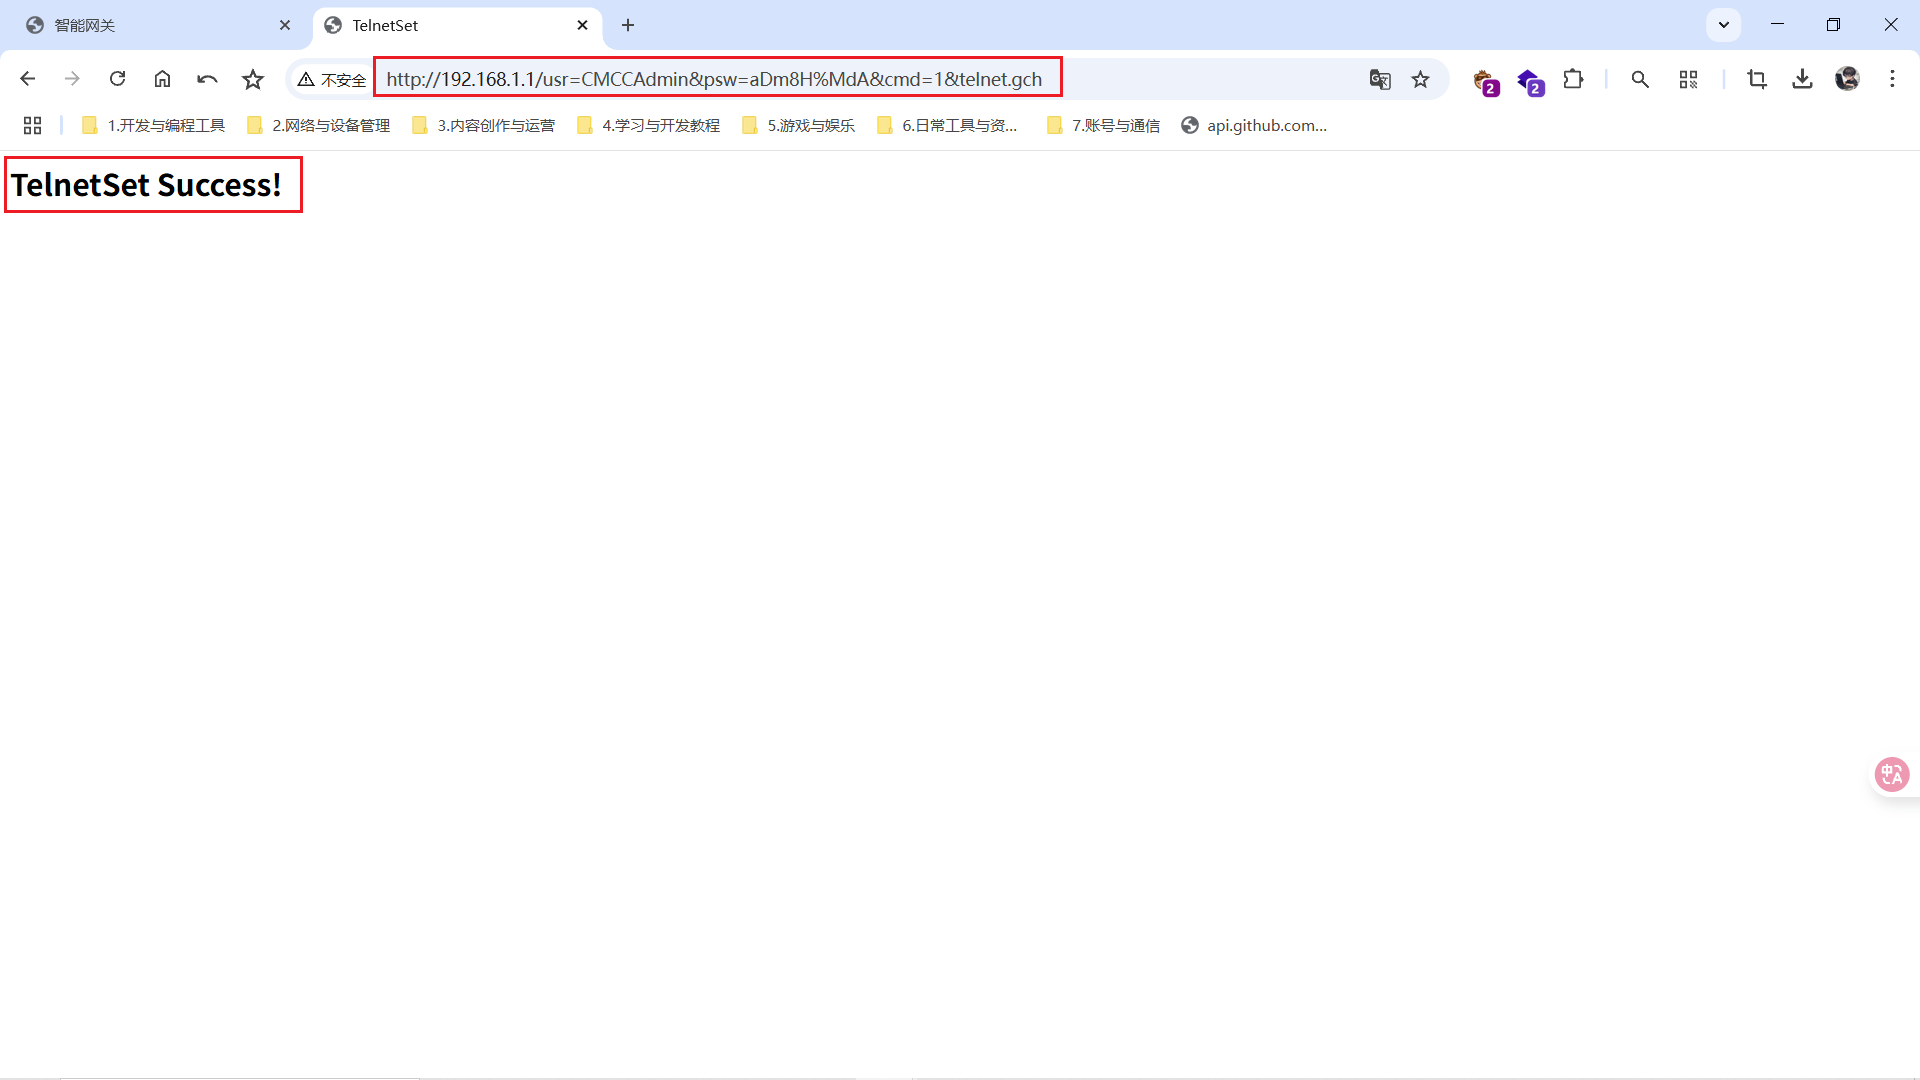 智能网关
TelnetSet
不安全
http://192.168.1.1/usr=CMCCAdmin&psw=aDm8H%MdA&cmd=1&telnet.gch
2
2
1.开发与编程工具
2.网络与设备管理
3.内容创作与运营
4.学习与开发教程
5.游戏与娱乐
6.日常工具与资...
7.账号与通信
api.github.com...
TelnetSet Success!
中A